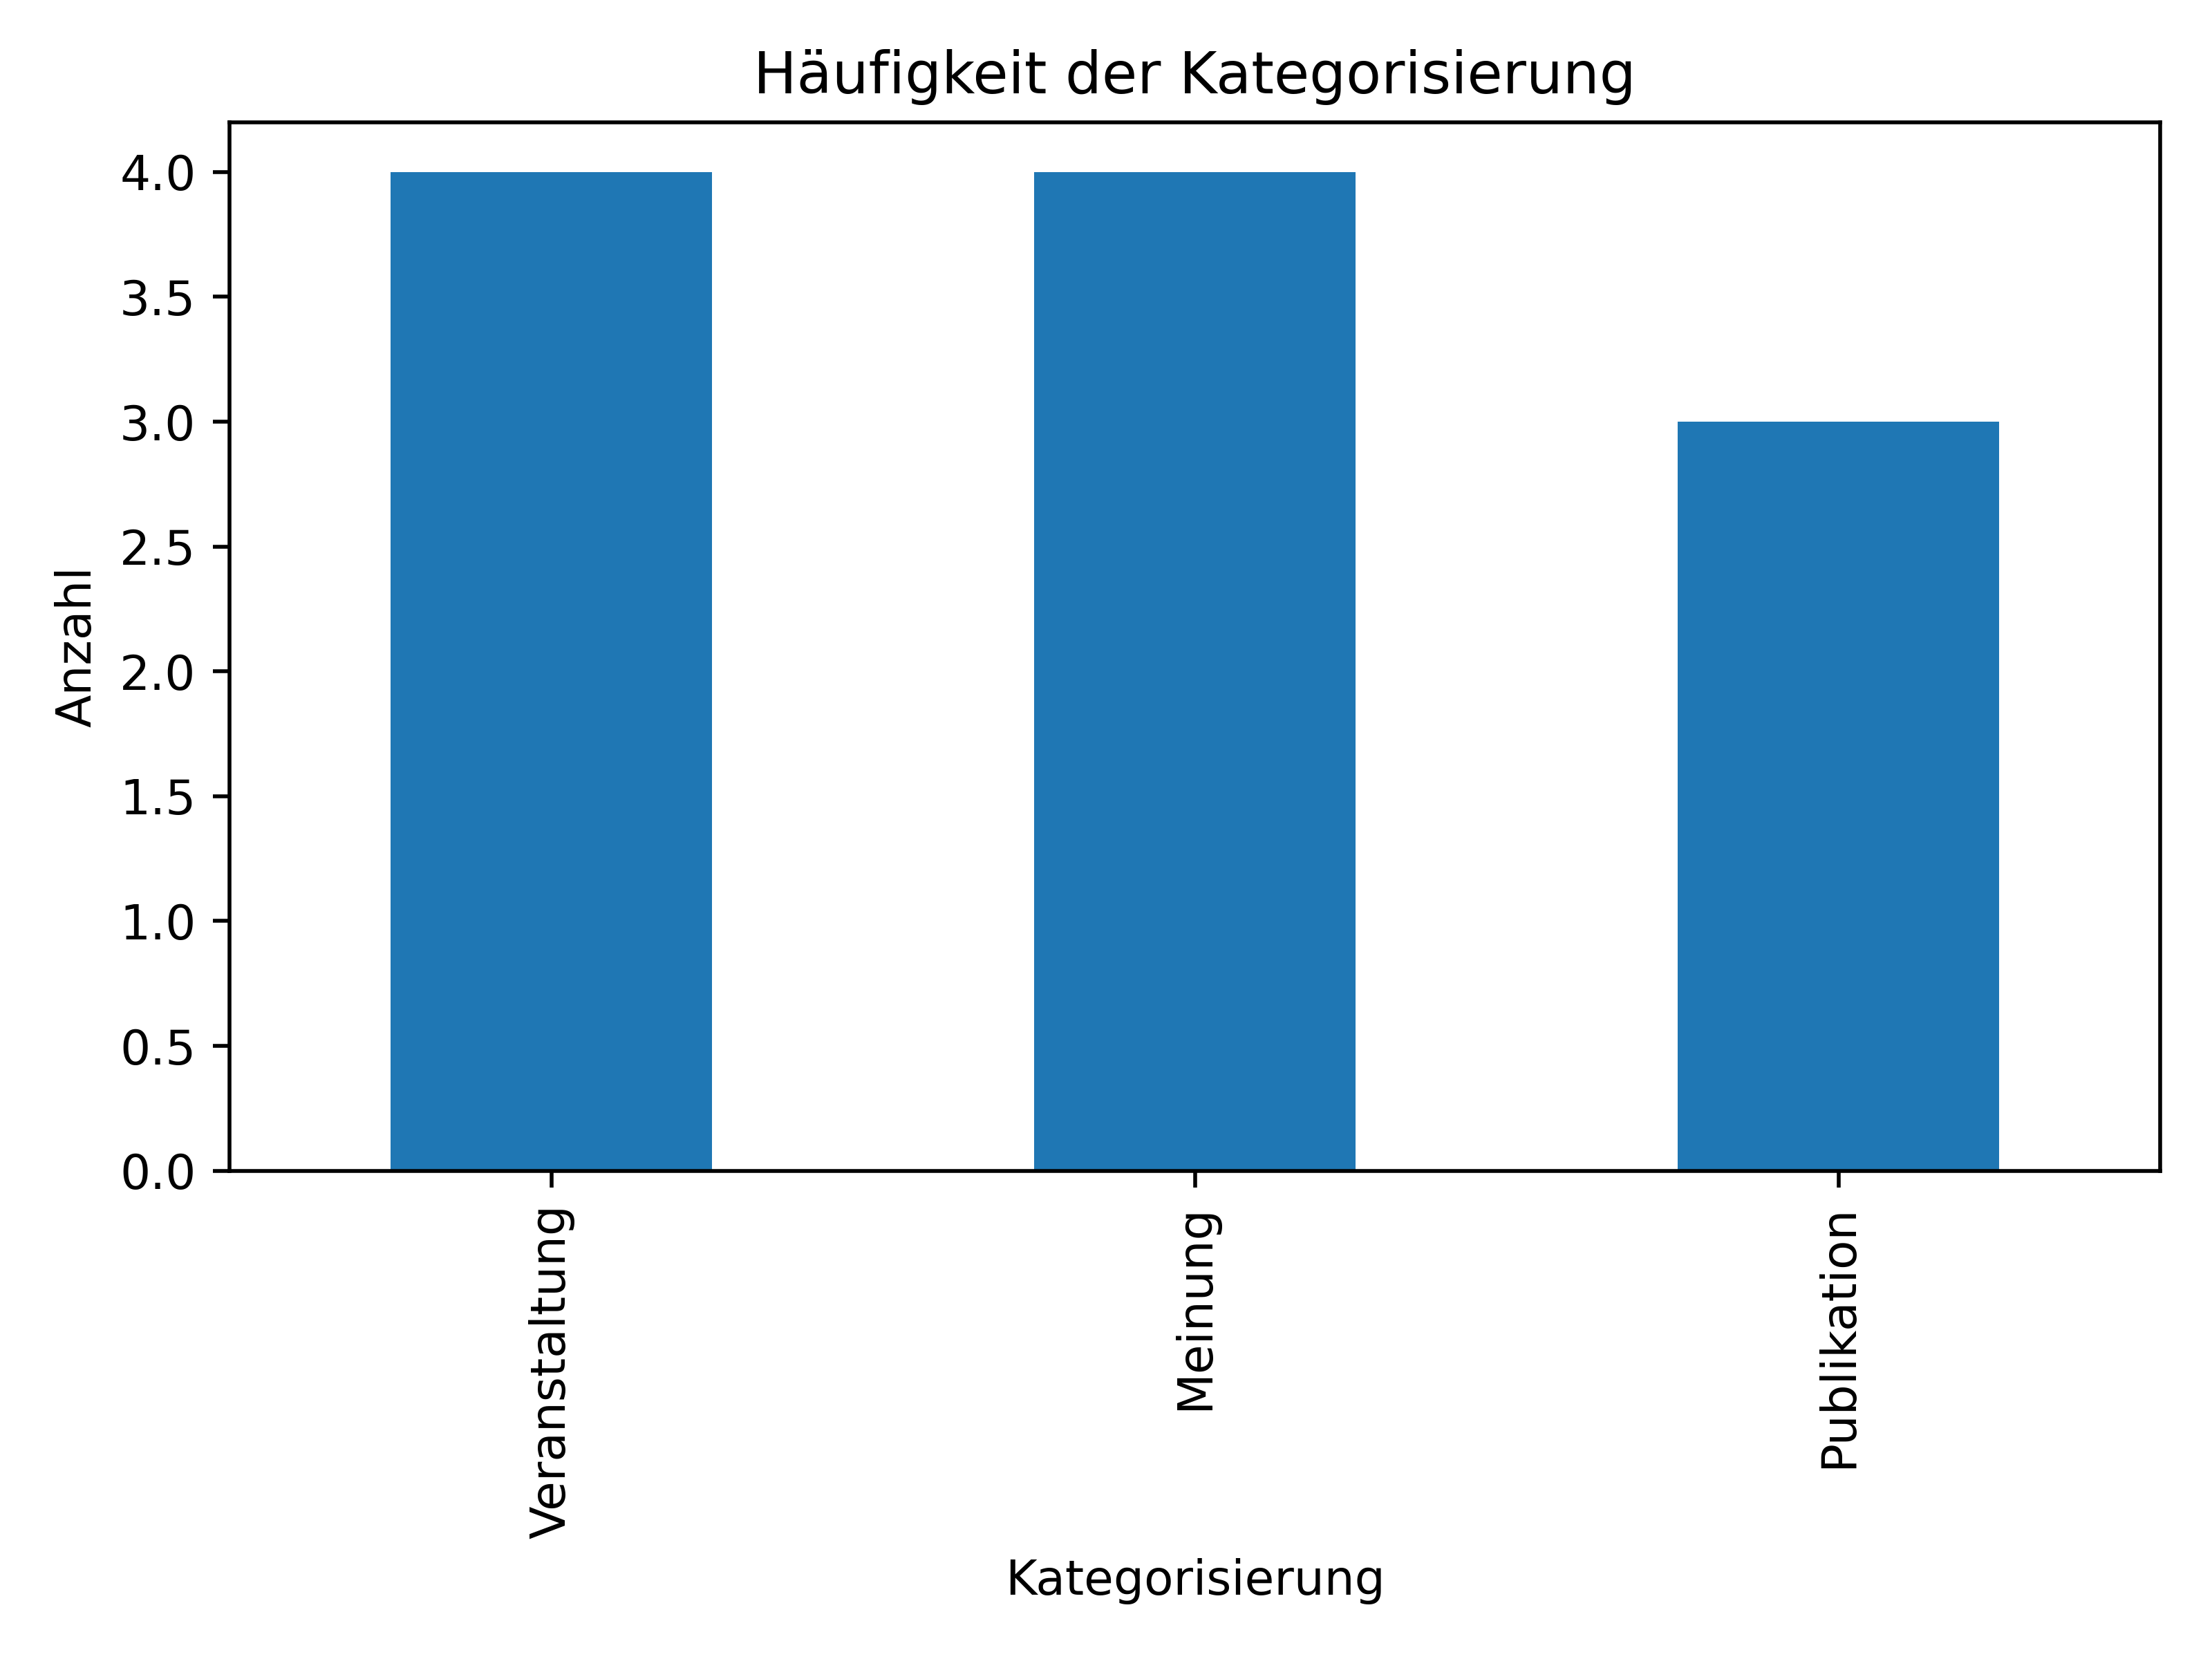 Häufigkeit der Kategorisierung
4.0
3.5
3.0
2.5
2.0
1.5
1.0
0.5
0.0
Anzahl
Veranstaltung
Meinung
Publikation
Kategorisierung